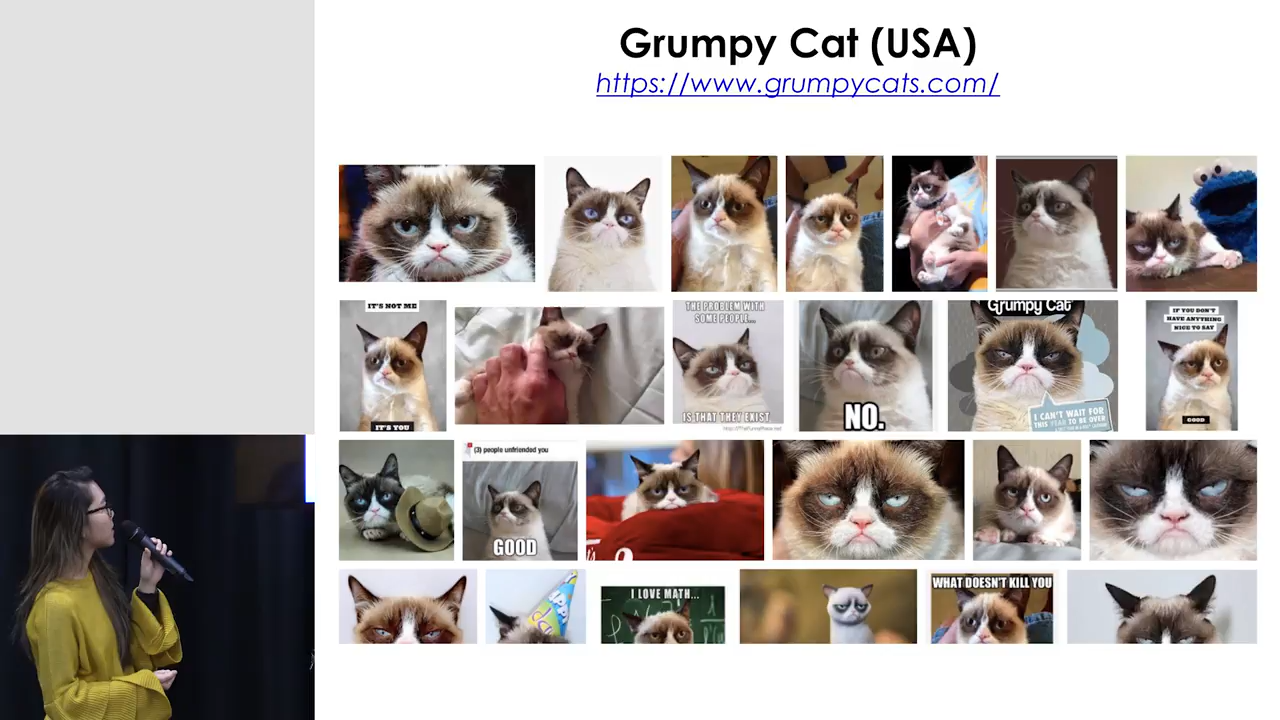 Grumpy Cat (USA)
https://www.grumpycats.com/
IT'S NOT ME
IT'S YOU
THE PROBLEM WITH
SOME PEOPLE...
IS THAT THEY EXIST
NO.
Grumpy Cat
I CAN'T WAIT FOR
THIS YEAR TO BE OVER
IF YOU DON'T
HAVE ANYTHING
NICE TO SAY
GOOD
(3) people unfriended you
GOOD
I LOVE MATH...
WHAT DOESN'T KILL YOU